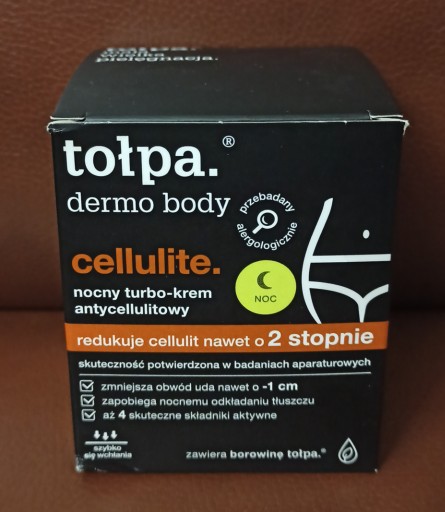 wielka
pielęgnacja.
tołpa.®
dermo body
przebadany
alergologicznie
cellulite.
nocny turbo-krem
antycellulitowy
NOC
redukuje cellulit nawet o 2 stopnie
skuteczność potwierdzona w badaniach aparaturowych
zmniejsza obwód uda nawet o -1 cm
zapobiega nocnemu odkładaniu tłuszczu
aż 4 skuteczne składniki aktywne
szybko
się wchłania
zawiera borowinę tołpa.®